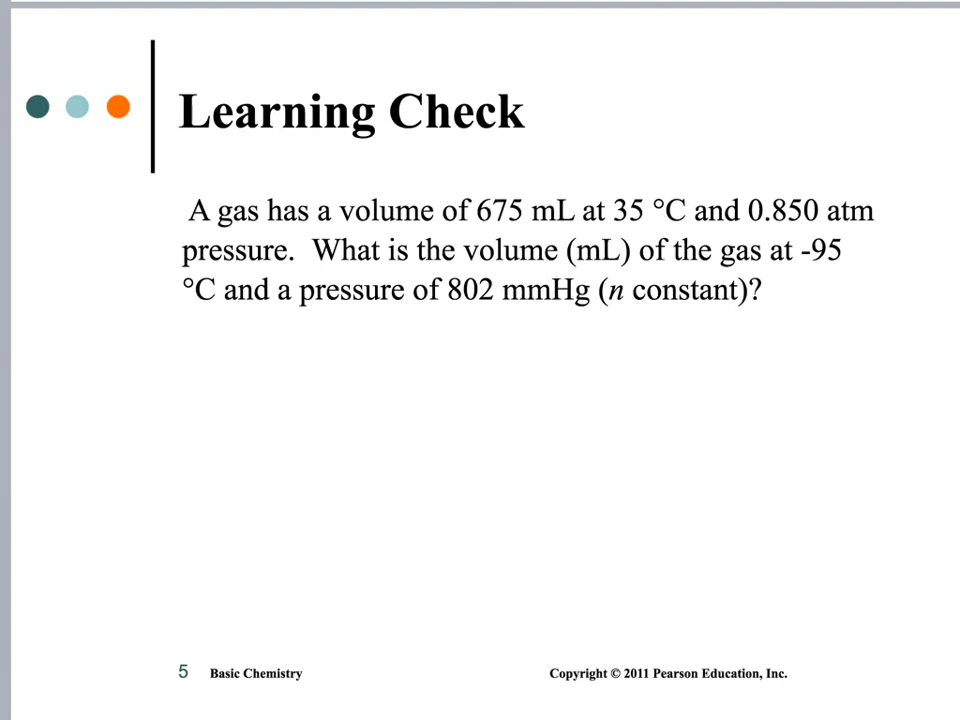 Learning Check
A gas has a volume of 675 mL at 35 °C and 0.850 atm
pressure.  What is the volume (mL) of the gas at -95
°C and a pressure of 802 mmHg (n constant)?
5 Basic Chemistry Copyright © 2011 Pearson Education, Inc.